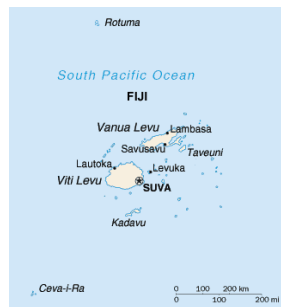 Rotuma
South Pacific Ocean
FIJI
Vanua Levu
Lambasa
Savusavu
Taveuni
Lautoka
Levuka
Viti Levu
SUVA
Kadavu
Ceva-i-Ra
0 100 200 km
0 100 200 mi